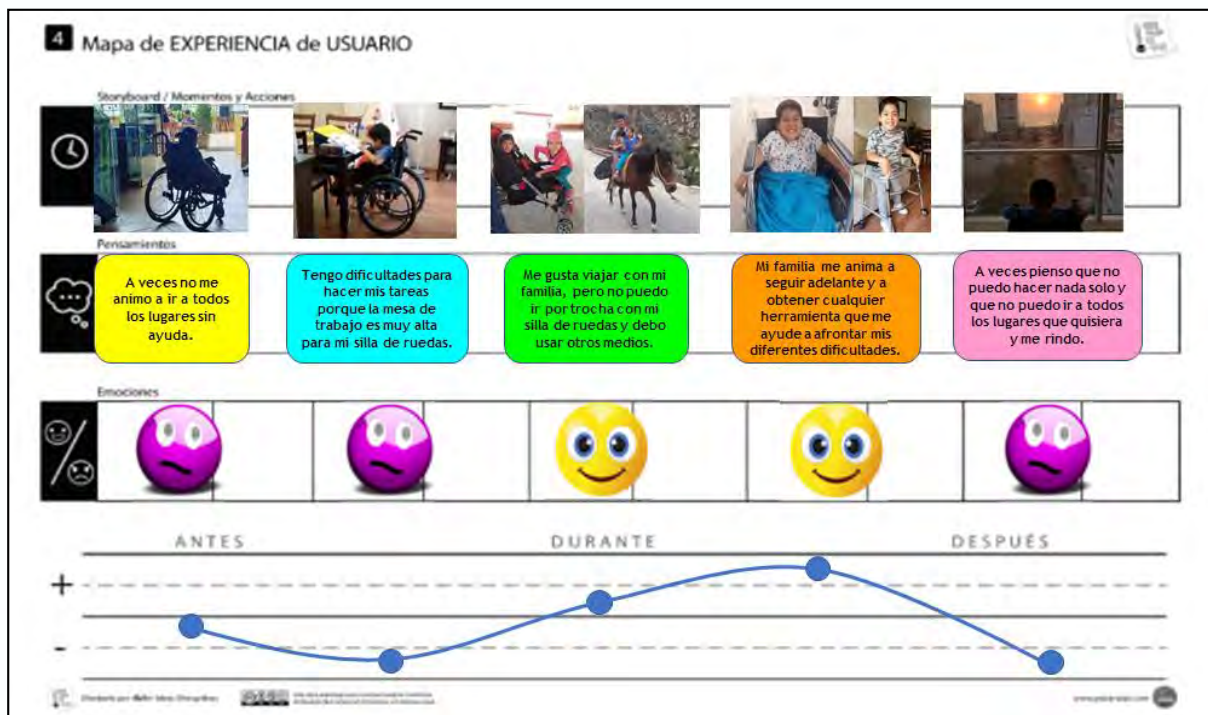 4 Mapa de EXPERIENCIA de USUARIO
Storyboard / Momentos y Acciones
Pensamientos
A veces no me
animo a ir a todos
los lugares sin
ayuda.
Tengo dificultades para
hacer mis tareas
porque la mesa de
trabajo es muy alta
para mi silla de ruedas.
Me gusta viajar con mi
familia, pero no puedo
ir por trocha con mi
silla de ruedas y debo
usar otros medios.
Mi familia me anima a
seguir adelante y a
obtener cualquier
herramienta que me
ayude a afrontar mis
diferentes dificultades.
A veces pienso que no
puedo hacer nada solo y
que no puedo ir a todos
los lugares que quisiera
y me rindo.
Emociones
ANTES DURANTE DESPUÉS
+
-